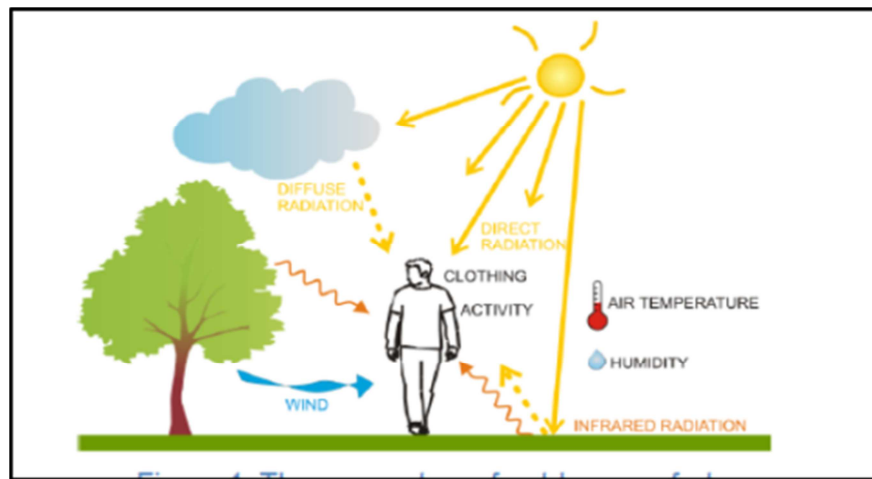 DIFFUSE
RADIATION
DIRECT
RADIATION
CLOTHING
ACTIVITY
AIR TEMPERATURE
HUMIDITY
WIND
INFRARED RADIATION